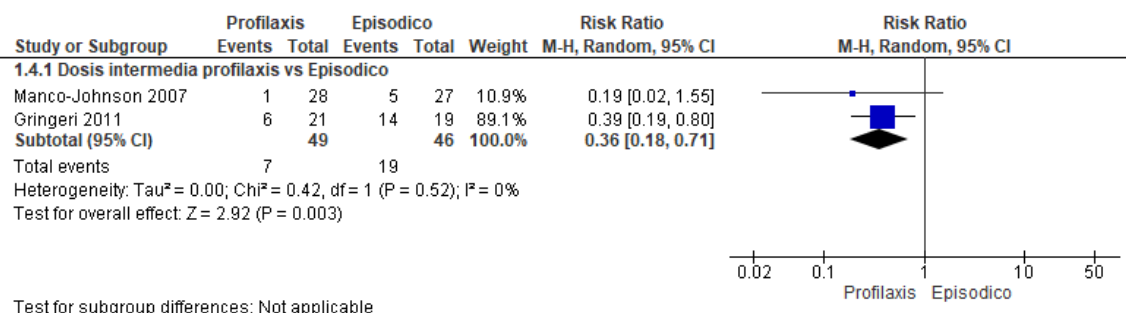 Profilaxis Episodico Risk Ratio Risk Ratio
Study or Subgroup Events Total Events Total Weight M-H, Random, 95% CI M-H, Random, 95% CI
1.4.1 Dosis intermedia profilaxis vs Episodico
Manco-Johnson 2007 1 28 5 27 10.9% 0.19 [0.02, 1.55]
Gringeri 2011 6 21 14 19 89.1% 0.39 [0.19, 0.80]
Subtotal (95% CI) 49 46 100.0% 0.36 [0.18, 0.71]
Total events 7 19
Heterogeneity: Tau² = 0.00; Chi² = 0.42, df = 1 (P = 0.52); I² = 0%
Test for overall effect: Z = 2.92 (P = 0.003)
0.02 0.1 1 10 50
Profilaxis Episodico
Test for subgroup differences: Not applicable